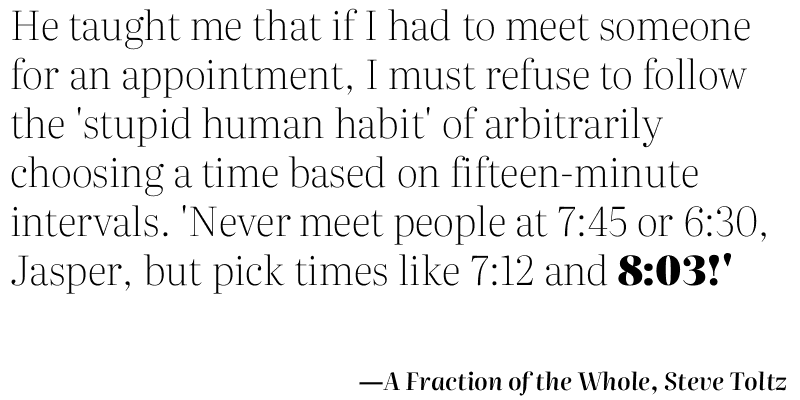 He taught me that if I had to meet someone
for an appointment, I must refuse to follow
the 'stupid human habit' of arbitrarily
choosing a time based on fifteen-minute
intervals. 'Never meet people at 7:45 or 6:30,
Jasper, but pick times like 7:12 and 8:03!'
—A Fraction of the Whole, Steve Toltz